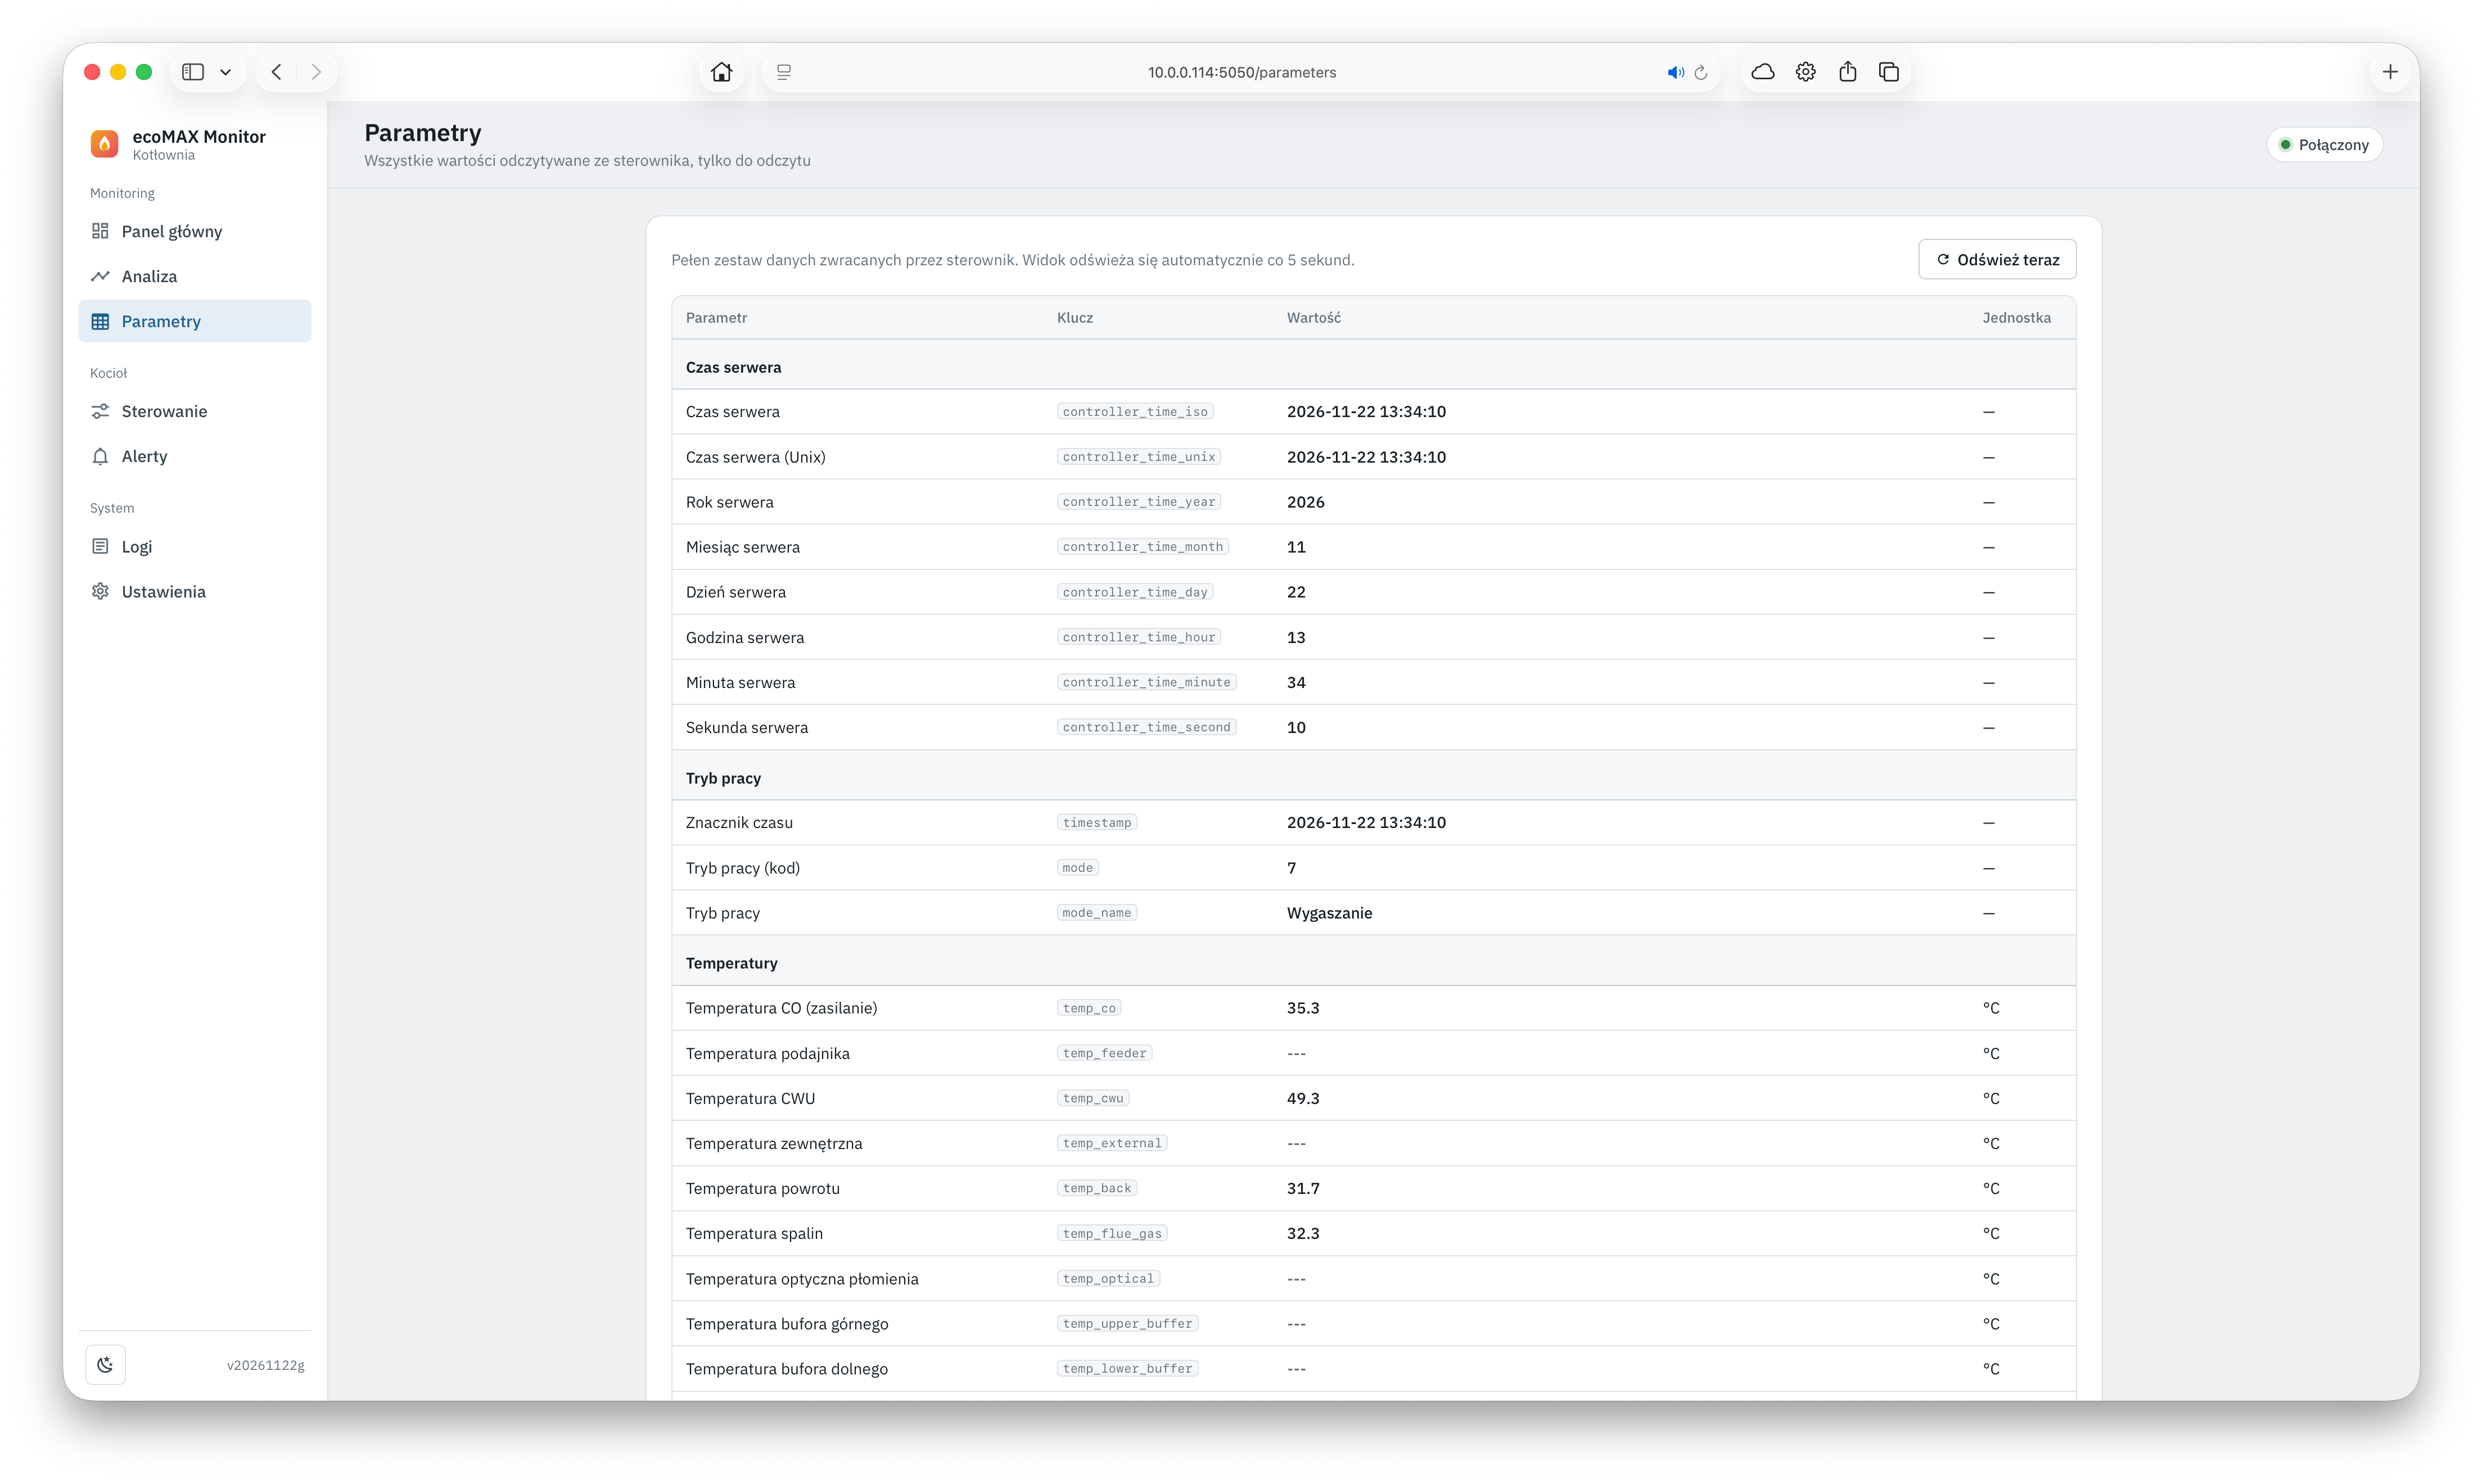 10.0.0.114:5050/parameters
ecoMAX Monitor
Kotłownia
Monitoring
Panel główny
Analiza
Parametry
Kocioł
Sterowanie
Alerty
System
Logi
Ustawienia
v20261122g
Parametry
Wszystkie wartości odczytywane ze sterownika, tylko do odczytu
Połączony
Pełen zestaw danych zwracanych przez sterownik. Widok odświeża się automatycznie co 5 sekund.
Odśwież teraz
Parametr Klucz Wartość Jednostka
Czas serwera
Czas serwera controller_time_iso 2026-11-22 13:34:10 —
Czas serwera (Unix) controller_time_unix 2026-11-22 13:34:10 —
Rok serwera controller_time_year 2026 —
Miesiąc serwera controller_time_month 11 —
Dzień serwera controller_time_day 22 —
Godzina serwera controller_time_hour 13 —
Minuta serwera controller_time_minute 34 —
Sekunda serwera controller_time_second 10 —
Tryb pracy
Znacznik czasu timestamp 2026-11-22 13:34:10 —
Tryb pracy (kod) mode 7 —
Tryb pracy mode_name Wygaszanie —
Temperatury
Temperatura CO (zasilanie) temp_co 35.3 °C
Temperatura podajnika temp_feeder --- °C
Temperatura CWU temp_cwu 49.3 °C
Temperatura zewnętrzna temp_external --- °C
Temperatura powrotu temp_back 31.7 °C
Temperatura spalin temp_flue_gas 32.3 °C
Temperatura optyczna płomienia temp_optical --- °C
Temperatura bufora górnego temp_upper_buffer --- °C
Temperatura bufora dolnego temp_lower_buffer --- °C